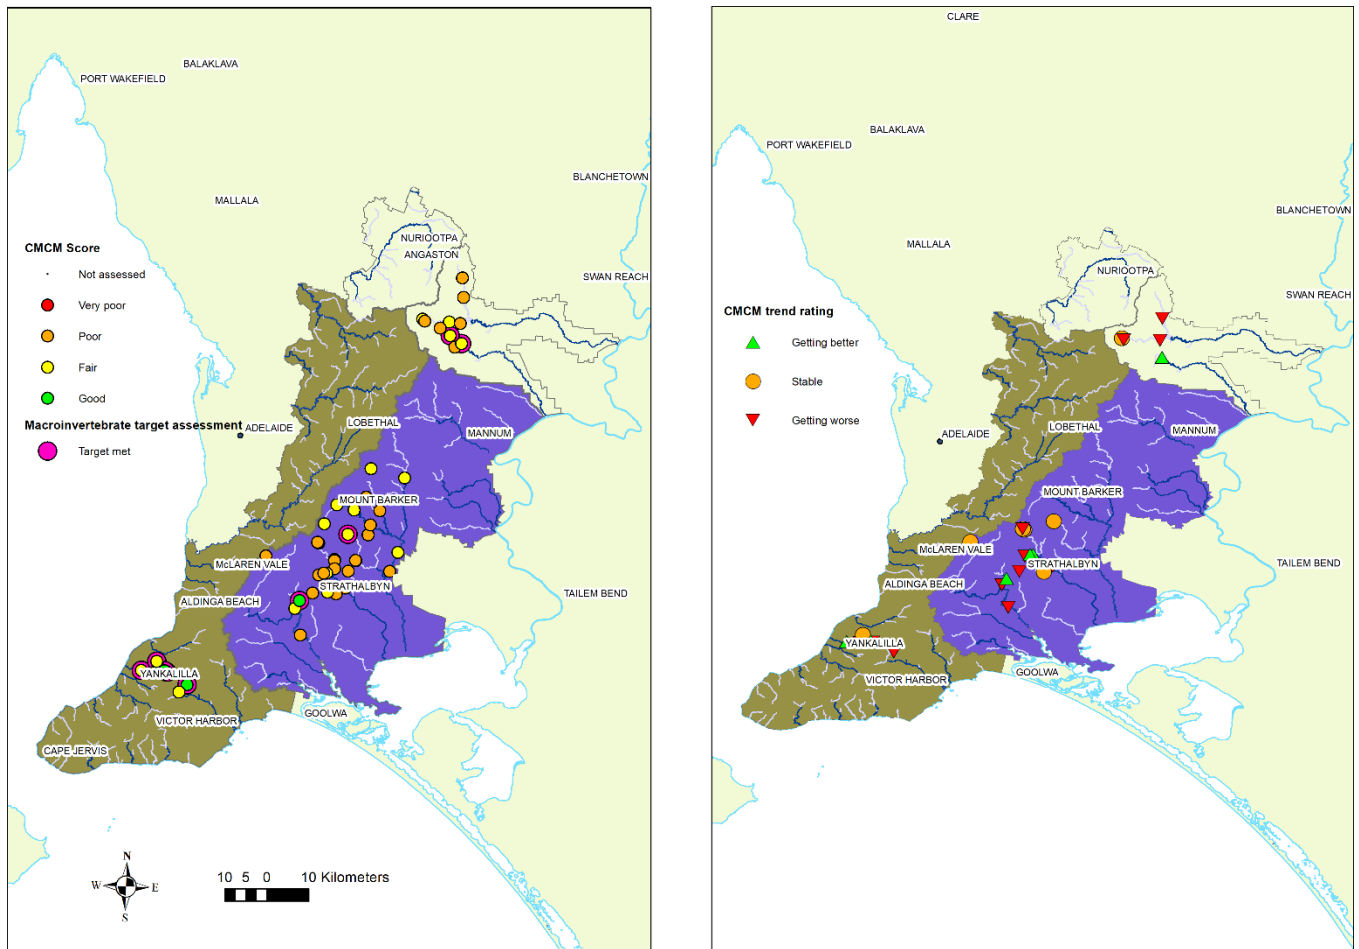 BALAKLAVA
PORT WAKEFIELD
BLANCHETOWN
MALLALA
NURIOOTPA
ANGASTON
SWAN REACH
CMCM Score
Not assessed
Very poor
Poor
Fair
Good
Macroinvertebrate target assessment
Target met
ADELAIDE
LOBETHAL
MANNUM
MOUNT BARKER
McLAREN VALE
STRATHALBYN
ALDINGA BEACH
TAILEM BEND
YANKALILLA
VICTOR HARBOR
GOOLWA
CAPE JERVIS
N
W
E
S
10 5 0 10 Kilometers
CLARE
BALAKLAVA
PORT WAKEFIELD
BLANCHETOWN
MALLALA
NURIOOTPA
SWAN REACH
CMCM trend rating
Getting better
Stable
Getting worse
ADELAIDE
LOBETHAL
MANNUM
MOUNT BARKER
McLAREN VALE
STRATHALBYN
ALDINGA BEACH
TAILEM BEND
YANKALILLA
VICTOR HARBOR
GOOLWA